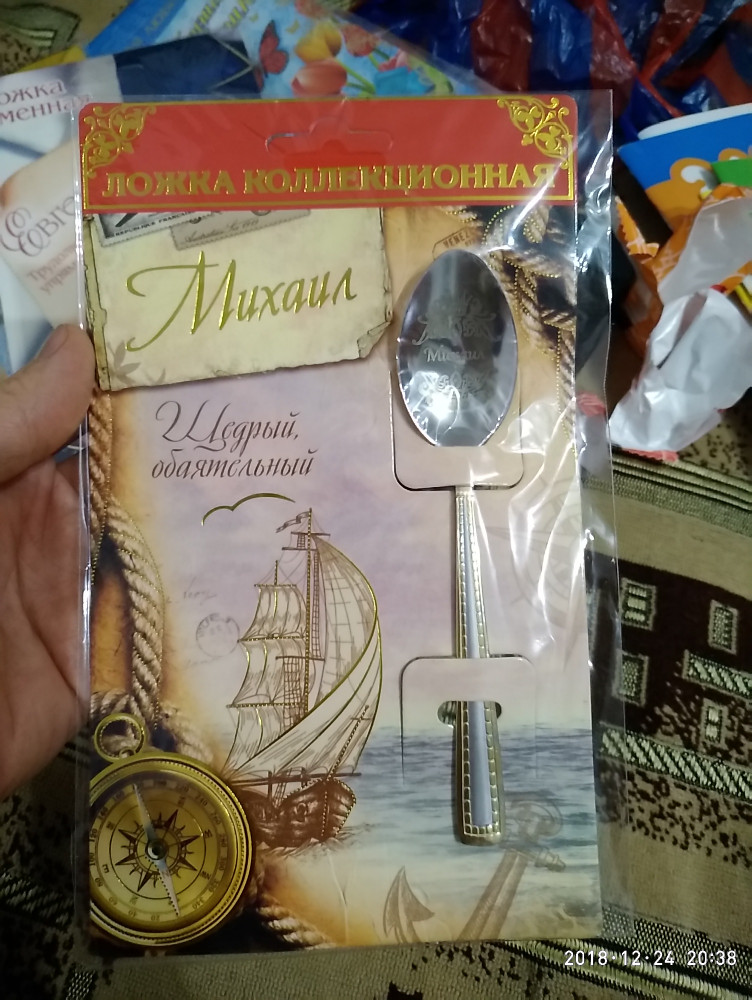 ЛОЖКА КОЛЛЕКЦИОННАЯ
Михаил
Щедрый,
обаятельный
Михаил
2018-12-24 20:38